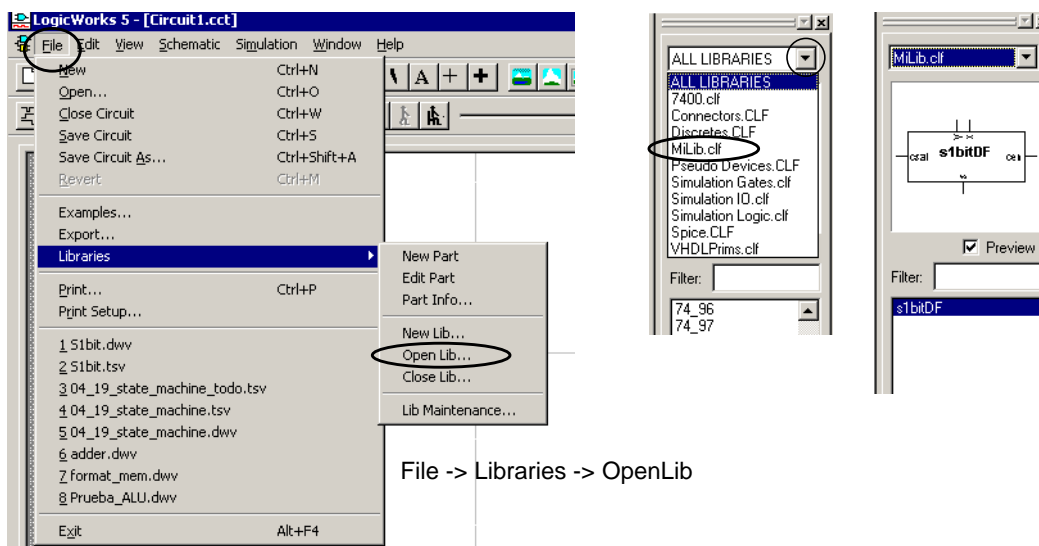 LogicWorks 5 - [Circuit1.cct]
File Edit View Schematic Simulation Window Help
New Ctrl+N
Open... Ctrl+O
Close Circuit Ctrl+W
Save Circuit Ctrl+S
Save Circuit As... Ctrl+Shift+A
Revert Ctrl+M
Examples...
Export...
Libraries
Print... Ctrl+P
Print Setup...
1 S1bit.dwv
2 S1bit.tsv
3 04_19_state_machine_todo.tsv
4 04_19_state_machine.tsv
5 04_19_state_machine.dwv
6 adder.dwv
7 format_mem.dwv
8 Prueba_ALU.dwv
Exit Alt+F4
A
New Part
Edit Part
Part Info...
New Lib...
Open Lib...
Close Lib...
Lib Maintenance...
File -> Libraries -> OpenLib
ALL LIBRARIES
ALL LIBRARIES
7400.clf
Connectors.CLF
Discretes.CLF
MiLib.clf
Pseudo Devices.CLF
Simulation Gates.clf
Simulation IO.clf
Simulation Logic.clf
Spice.CLF
VHDLPrims.clf
Filter:
74_96
74_97
MiLib.clf
csal s1bitDF cen
Preview
Filter:
s1bitDF